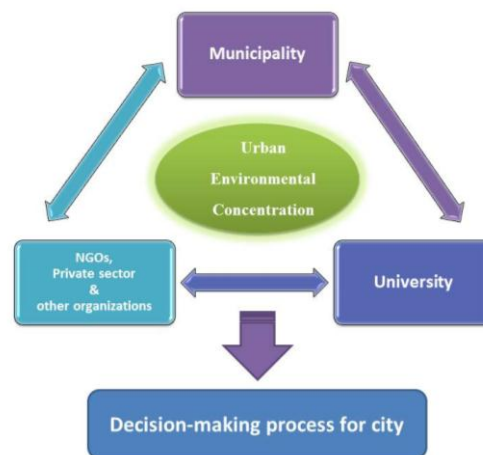 Municipality
Urban
Environmental
Concentration
NGOs,
Private sector
&
other organizations
University
Decision-making process for city